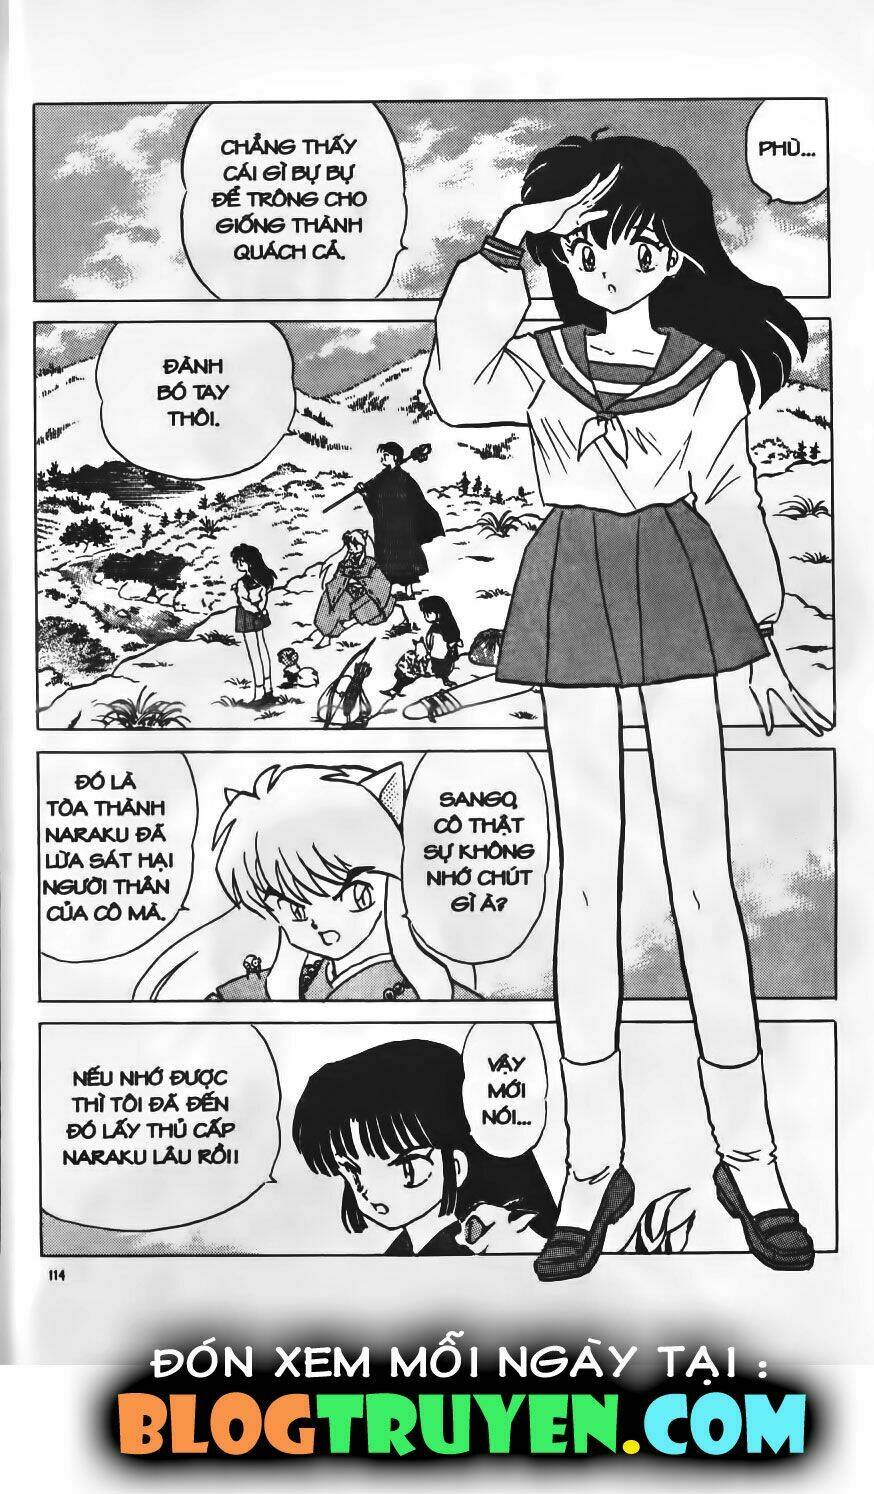 PHÙ...
CHẲNG THẤY
CÁI GÌ BỰ BỰ
ĐỂ TRÔNG CHO
GIỐNG THÀNH
QUÁCH CẢ.
ĐÀNH
BÓ TAY
THÔI.
SANGO,
CÔ THẬT
SỰ KHÔNG
NHỚ CHÚT
GÌ À?
ĐÓ LÀ
TÒA THÀNH
NARAKU ĐÃ
LỪA SÁT HẠI
NGƯỜI THÂN
CỦA CÔ MÀ.
VẬY
MỚI
NÓI...
NẾU NHỚ ĐƯỢC
THÌ TÔI ĐÃ ĐẾN
ĐÓ LẤY THỦ CẤP
NARAKU LÂU RỒI!
114
ĐÓN XEM MỖI NGÀY TẠI :
BLOGTRUYEN.COM